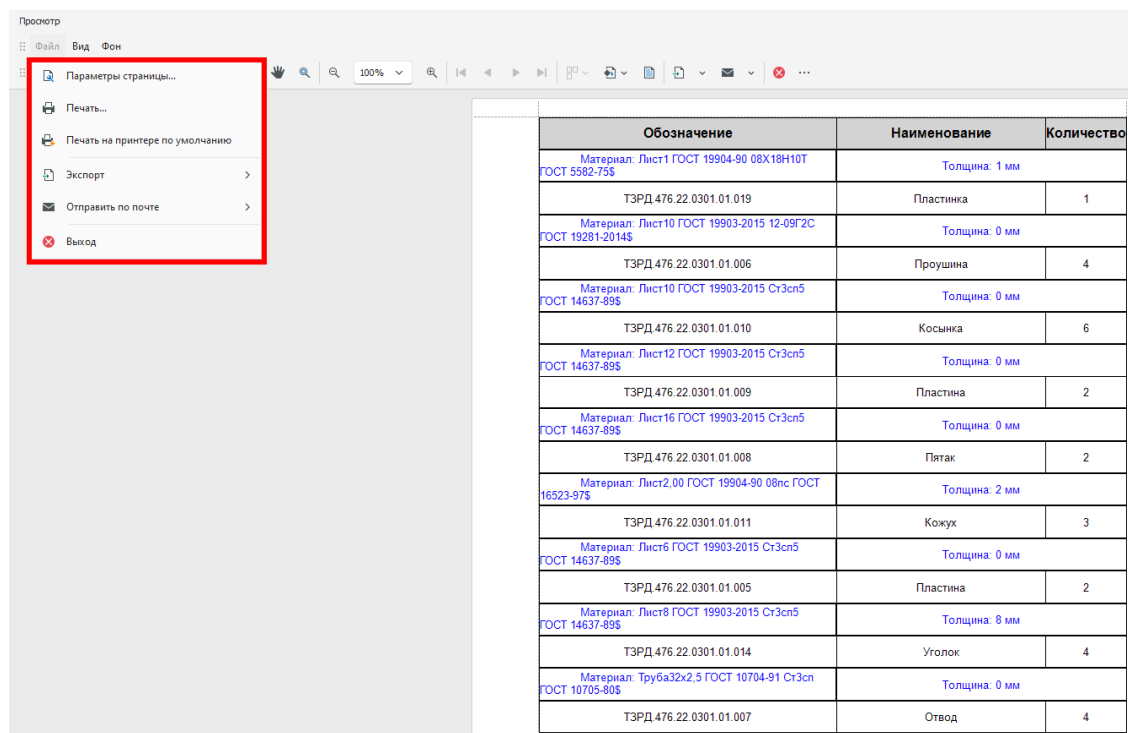 Просмотр
Файл Вид Фон
100%
Параметры страницы...
Печать...
Печать на принтере по умолчанию
Экспорт
Отправить по почте
Выход
Обозначение Наименование Количество
Материал: Лист1 ГОСТ 19904-90 08Х18Н10Т
ГОСТ 5582-75$
Толщина: 1 мм
ТЗРД.476.22.0301.01.019 Пластинка 1
Материал: Лист10 ГОСТ 19903-2015 12-09Г2С
ГОСТ 19281-2014$
Толщина: 0 мм
ТЗРД.476.22.0301.01.006 Проушина 4
Материал: Лист10 ГОСТ 19903-2015 Ст3сп5
ГОСТ 14637-89$
Толщина: 0 мм
ТЗРД.476.22.0301.01.010 Косынка 6
Материал: Лист12 ГОСТ 19903-2015 Ст3сп5
ГОСТ 14637-89$
Толщина: 0 мм
ТЗРД.476.22.0301.01.009 Пластина 2
Материал: Лист16 ГОСТ 19903-2015 Ст3сп5
ГОСТ 14637-89$
Толщина: 0 мм
ТЗРД.476.22.0301.01.008 Пятак 2
Материал: Лист2,00 ГОСТ 19904-90 08пс ГОСТ
16523-97$
Толщина: 2 мм
ТЗРД.476.22.0301.01.011 Кожух 3
Материал: Лист6 ГОСТ 19903-2015 Ст3сп5
ГОСТ 14637-89$
Толщина: 0 мм
ТЗРД.476.22.0301.01.005 Пластина 2
Материал: Лист8 ГОСТ 19903-2015 Ст3сп5
ГОСТ 14637-89$
Толщина: 8 мм
ТЗРД.476.22.0301.01.014 Уголок 4
Материал: Труба32х2,5 ГОСТ 10704-91 Ст3сп
ГОСТ 10705-80$
Толщина: 0 мм
ТЗРД.476.22.0301.01.007 Отвод 4